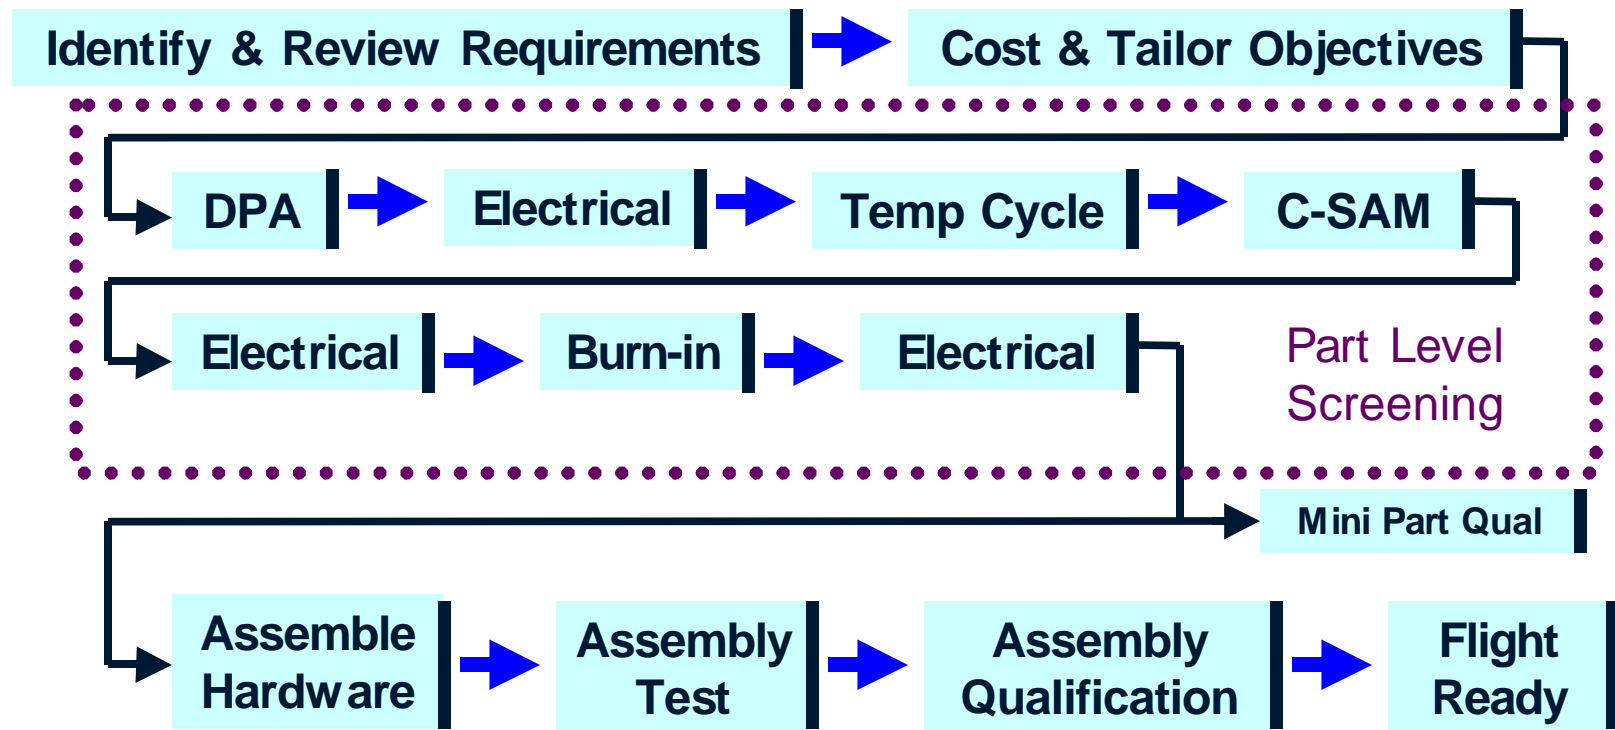 Identify & Review Requirements
Cost & Tailor Objectives
DPA
Electrical
Temp Cycle
C-SAM
Electrical
Burn-in
Electrical
Part Level
Screening
Mini Part Qual
Assemble
Hardware
Assembly
Test
Assembly
Qualification
Flight
Ready